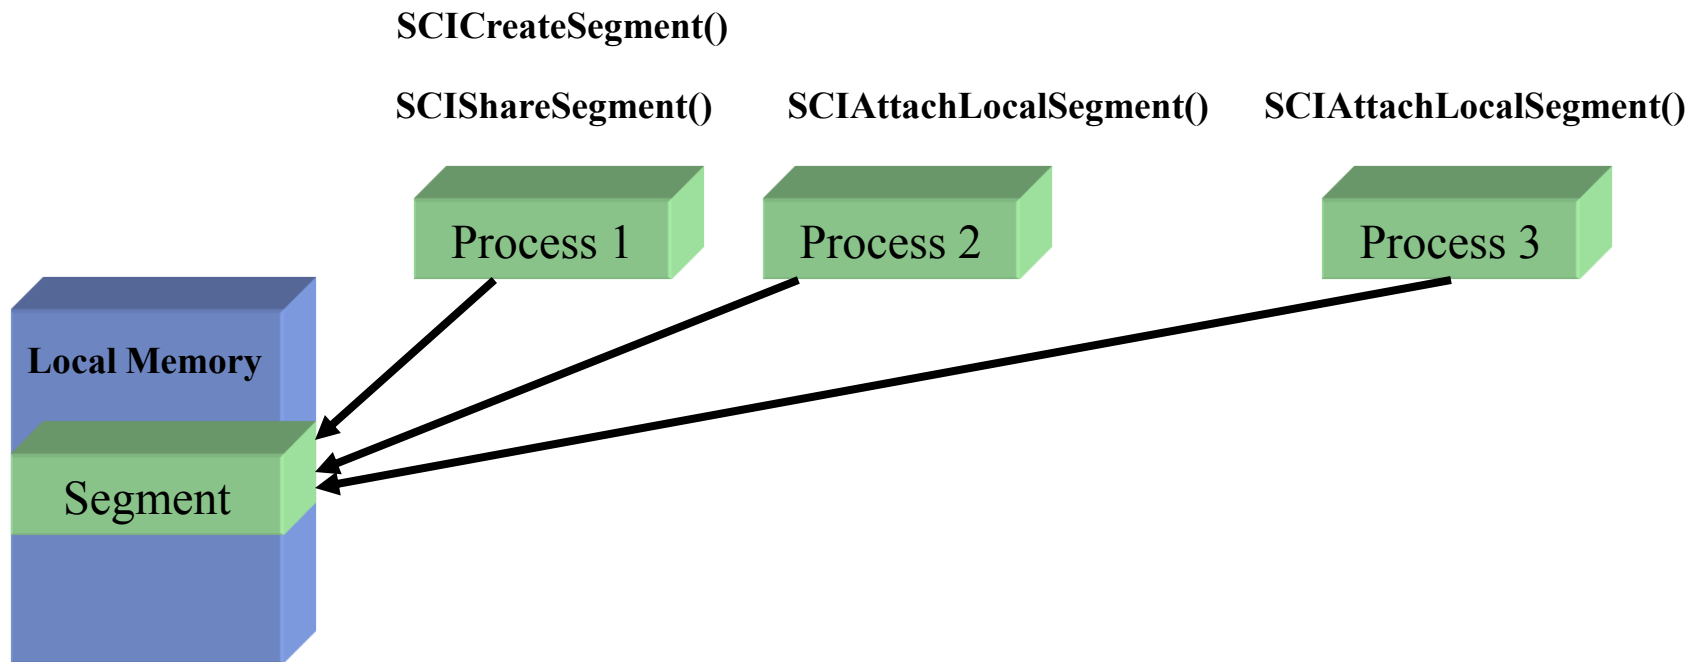 SCICreateSegment()
SCIShareSegment()
SCIAttachLocalSegment()
SCIAttachLocalSegment()
Process 1
Process 2
Process 3
Local Memory
Segment